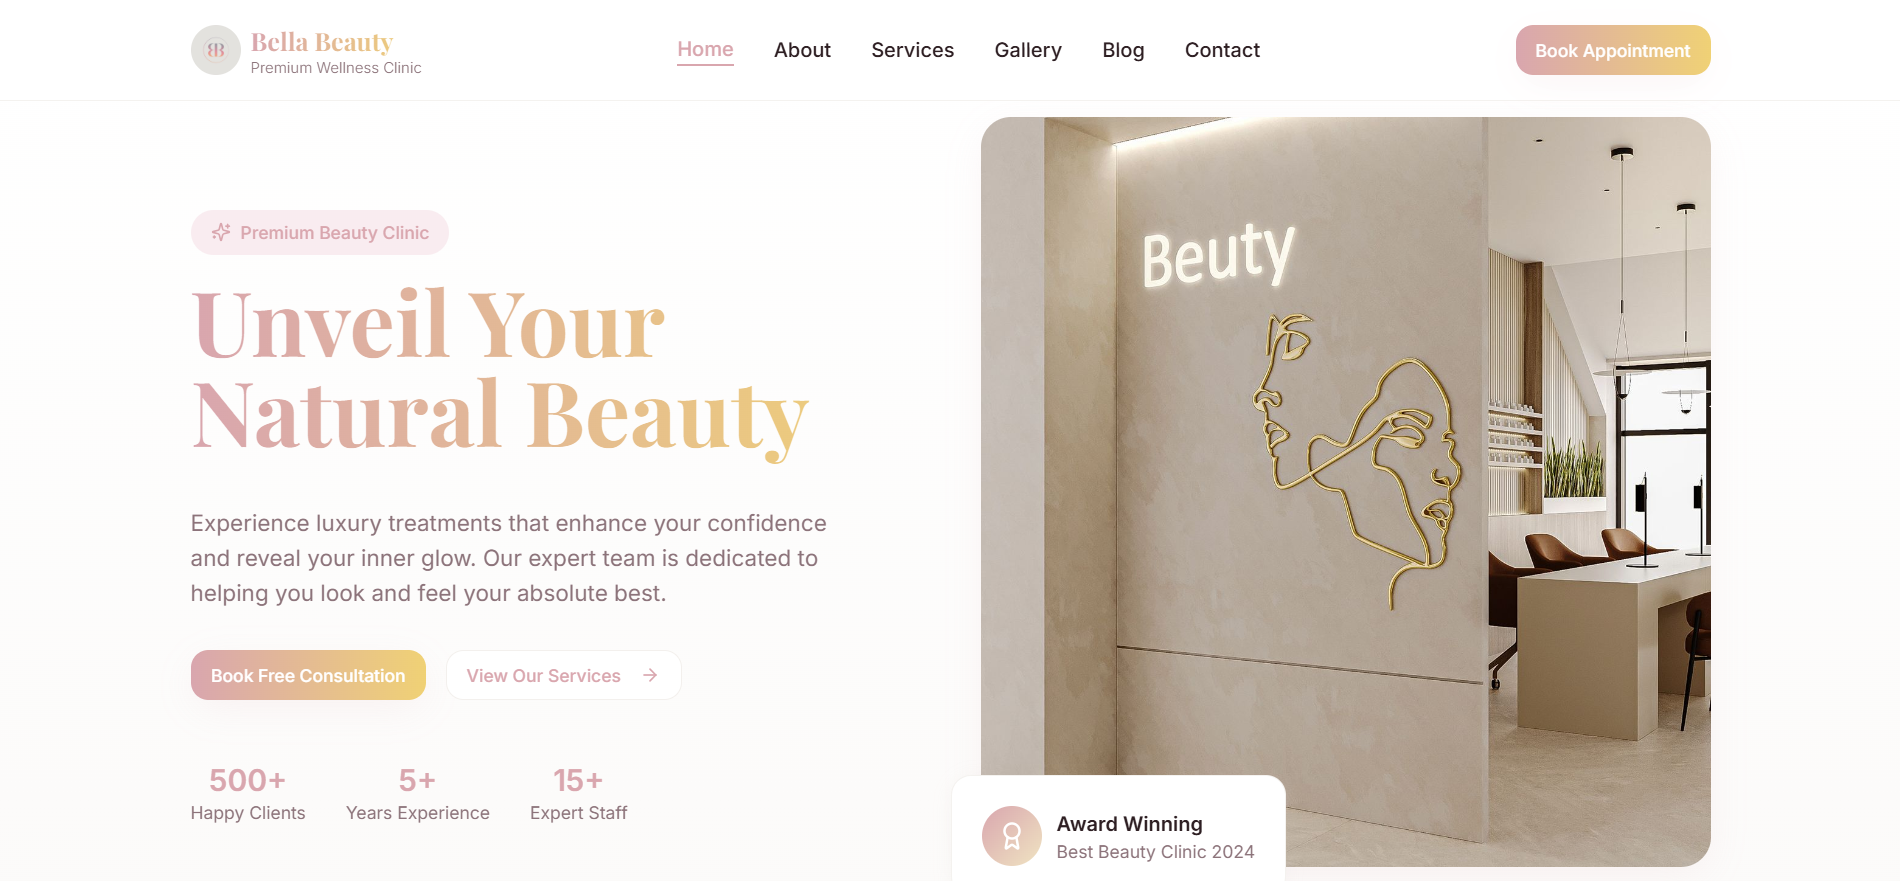 Bella Beauty
Premium Wellness Clinic
Home
About
Services
Gallery
Blog
Contact
Book Appointment
Premium Beauty Clinic
Unveil Your
Natural Beauty
Experience luxury treatments that enhance your confidence
and reveal your inner glow. Our expert team is dedicated to
helping you look and feel your absolute best.
Book Free Consultation
View Our Services
500+
Happy Clients
5+
Years Experience
15+
Expert Staff
Beuty
Award Winning
Best Beauty Clinic 2024